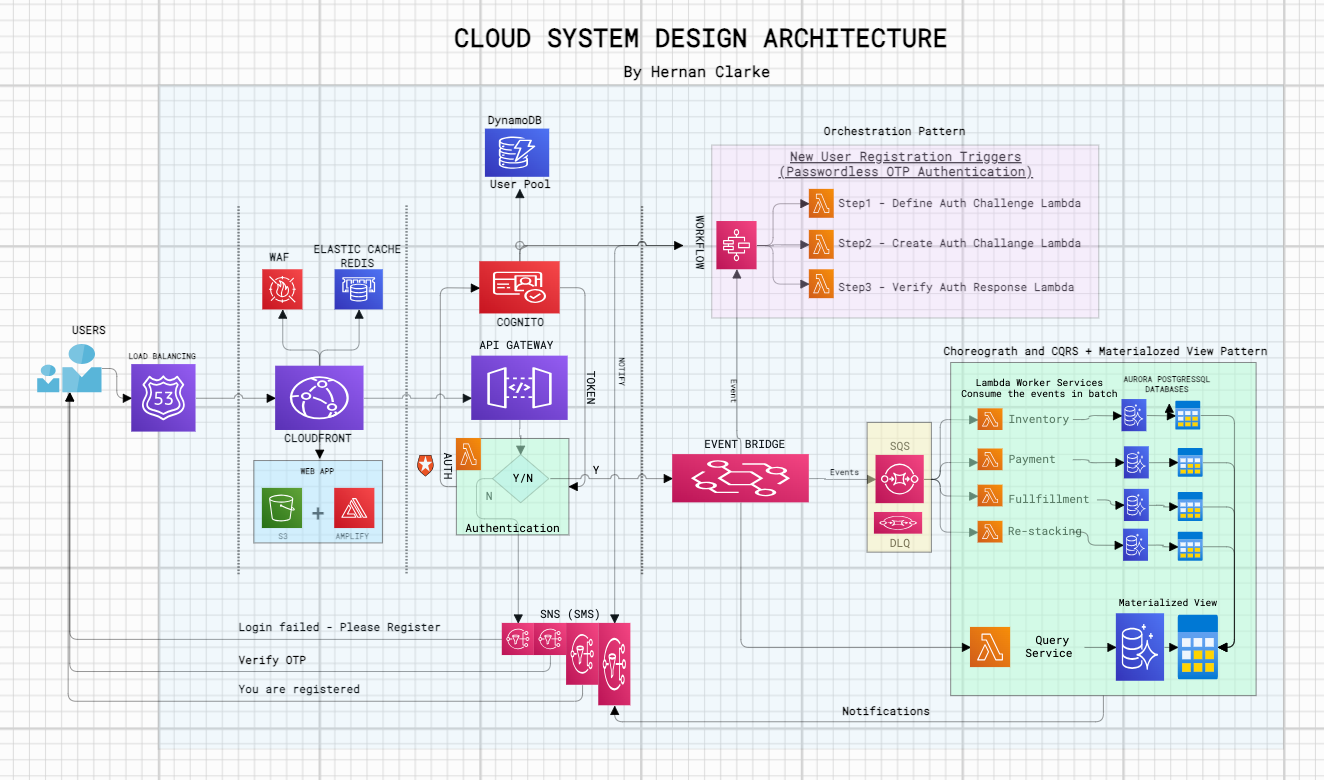 CLOUD SYSTEM DESIGN ARCHITECTURE
By Hernan Clarke
DynamoDB
User Pool
Orchestration Pattern
New User Registration Triggers
(Passwordless OTP Authentication)
WORKFLOW
Step1 - Define Auth Challenge Lambda
Step2 - Create Auth Challange Lambda
Step3 - Verify Auth Response Lambda
WAF
ELASTIC CACHE
REDIS
COGNITO
USERS
LOAD BALANCING
53
API GATEWAY
TOKEN
NOTIFY
Event
CLOUDFRONT
WEB APP
S3
+
AMPLIFY
AUTH
Y/N
N
Y
Authentication
EVENT BRIDGE
Events
SQS
DLQ
Choreograth and CQRS + Materialozed View Pattern
Lambda Worker Services
Consume the events in batch
AURORA POSTGRESSQL
DATABASES
Inventory
Payment
Fullfillment
Re-stacking
Materialized View
Query
Service
SNS (SMS)
Login failed - Please Register
Verify OTP
You are registered
Notifications